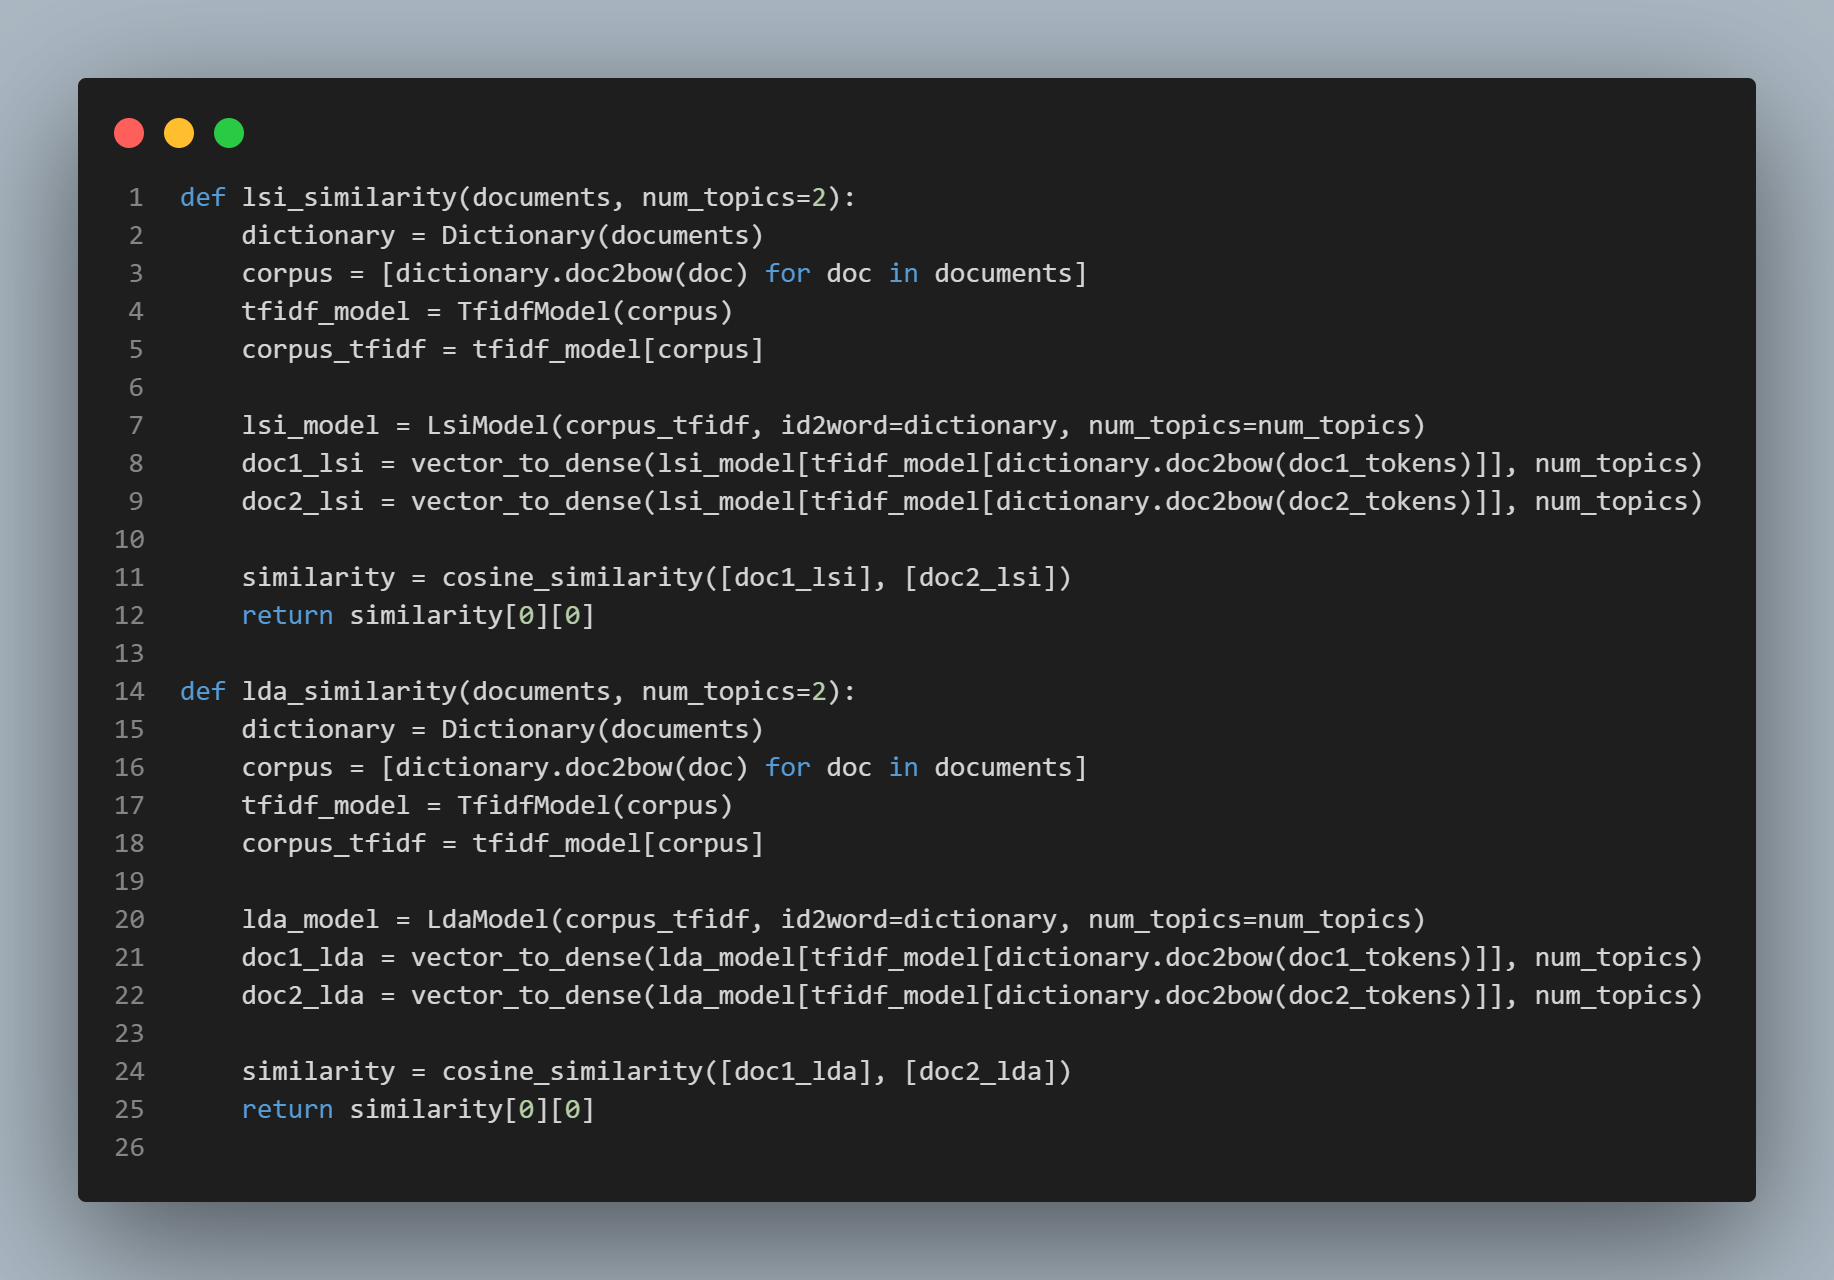 1 def lsi_similarity(documents, num_topics=2):
2     dictionary = Dictionary(documents)
3     corpus = [dictionary.doc2bow(doc) for doc in documents]
4     tfidf_model = TfidfModel(corpus)
5     corpus_tfidf = tfidf_model[corpus]
6
7     lsi_model = LsiModel(corpus_tfidf, id2word=dictionary, num_topics=num_topics)
8     doc1_lsi = vector_to_dense(lsi_model[tfidf_model[dictionary.doc2bow(doc1_tokens)]], num_topics)
9     doc2_lsi = vector_to_dense(lsi_model[tfidf_model[dictionary.doc2bow(doc2_tokens)]], num_topics)
10
11     similarity = cosine_similarity([doc1_lsi], [doc2_lsi])
12     return similarity[0][0]
13
14 def lda_similarity(documents, num_topics=2):
15     dictionary = Dictionary(documents)
16     corpus = [dictionary.doc2bow(doc) for doc in documents]
17     tfidf_model = TfidfModel(corpus)
18     corpus_tfidf = tfidf_model[corpus]
19
20     lda_model = LdaModel(corpus_tfidf, id2word=dictionary, num_topics=num_topics)
21     doc1_lda = vector_to_dense(lda_model[tfidf_model[dictionary.doc2bow(doc1_tokens)]], num_topics)
22     doc2_lda = vector_to_dense(lda_model[tfidf_model[dictionary.doc2bow(doc2_tokens)]], num_topics)
23
24     similarity = cosine_similarity([doc1_lda], [doc2_lda])
25     return similarity[0][0]
26